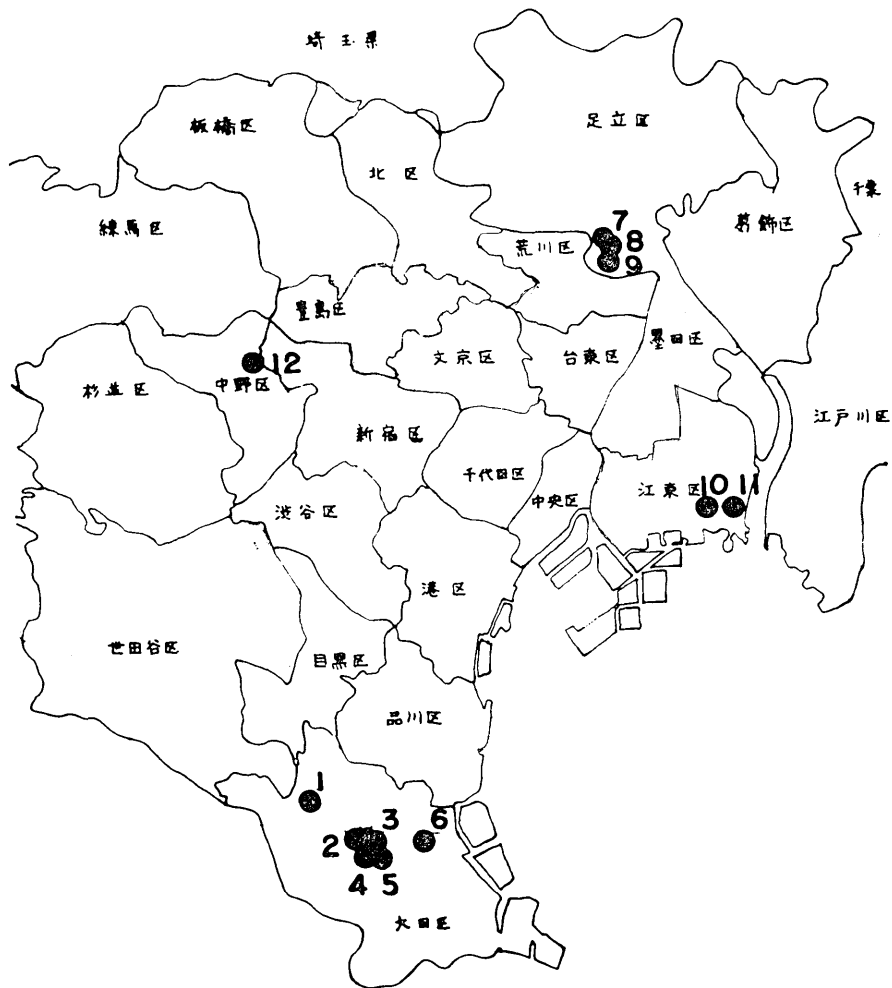 埼玉県
足立区
板橋区
北区
千葉
葛飾区
練馬区
荒川区
7
8
9
豊島区
文京区
台東区
墨田区
12
中野区
杉並区
新宿区
江戸川区
千代田区
中央区
江東区
10
11
渋谷区
港区
世田谷区
目黒区
品川区
1
2
3
6
4
5
大田区